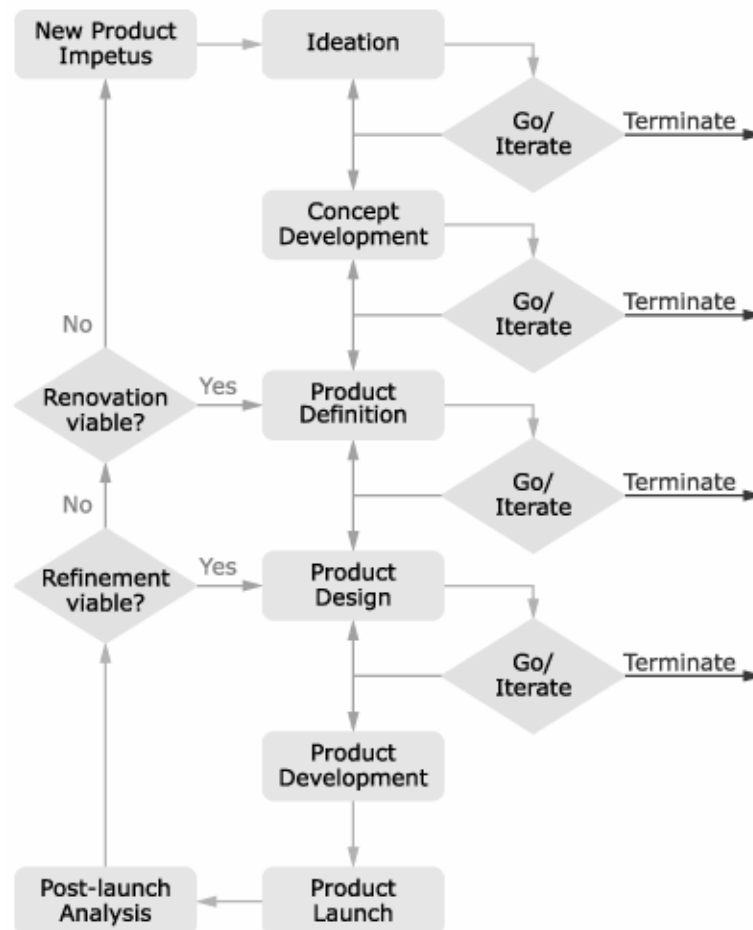 New Product
Impetus
Ideation
Go/
Iterate
Terminate
Concept
Development
Go/
Iterate
Terminate
No
Renovation
viable?
Yes
Product
Definition
Go/
Iterate
Terminate
No
Refinement
viable?
Yes
Product
Design
Go/
Iterate
Terminate
Product
Development
Post-launch
Analysis
Product
Launch